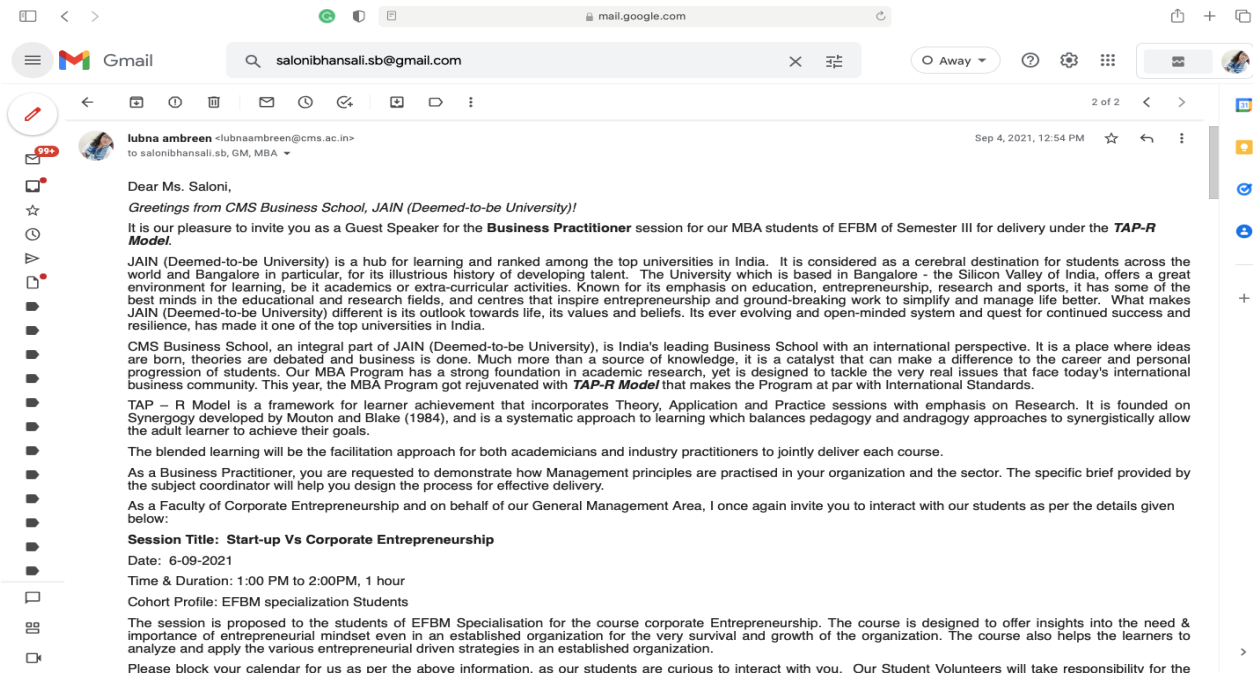 mail.google.com
Gmail
salonibhansali.sb@gmail.com
Away
99+
2 of 2
31
lubna ambreen <lubnaambreen@cms.ac.in>
Sep 4, 2021, 12:54 PM
to salonibhansali.sb, GM, MBA
Dear Ms. Saloni,
Greetings from CMS Business School, JAIN (Deemed-to-be University)!
It is our pleasure to invite you as a Guest Speaker for the Business Practitioner session for our MBA students of EFBM of Semester III for delivery under the TAP-R
Model.
JAIN (Deemed-to-be University) is a hub for learning and ranked among the top universities in India. It is considered as a cerebral destination for students across the
world and Bangalore in particular, for its illustrious history of developing talent. The University which is based in Bangalore - the Silicon Valley of India, offers a great
environment for learning, be it academics or extra-curricular activities. Known for its emphasis on education, entrepreneurship, research and sports, it has some of the
best minds in the educational and research fields, and centres that inspire entrepreneurship and ground-breaking work to simplify and manage life better. What makes
JAIN (Deemed-to-be University) different is its outlook towards life, its values and beliefs. Its ever evolving and open-minded system and quest for continued success and
resilience, has made it one of the top universities in India.
CMS Business School, an integral part of JAIN (Deemed-to-be University), is India's leading Business School with an international perspective. It is a place where ideas
are born, theories are debated and business is done. Much more than a source of knowledge, it is a catalyst that can make a difference to the career and personal
progression of students. Our MBA Program has a strong foundation in academic research, yet is designed to tackle the very real issues that face today's international
business community. This year, the MBA Program got rejuvenated with TAP-R Model that makes the Program at par with International Standards.
TAP – R Model is a framework for learner achievement that incorporates Theory, Application and Practice sessions with emphasis on Research. It is founded on
Synergogy developed by Mouton and Blake (1984), and is a systematic approach to learning which balances pedagogy and andragogy approaches to synergistically allow
the adult learner to achieve their goals.
The blended learning will be the facilitation approach for both academicians and industry practitioners to jointly deliver each course.
As a Business Practitioner, you are requested to demonstrate how Management principles are practised in your organization and the sector. The specific brief provided by
the subject coordinator will help you design the process for effective delivery.
As a Faculty of Corporate Entrepreneurship and on behalf of our General Management Area, I once again invite you to interact with our students as per the details given
below:
Session Title: Start-up Vs Corporate Entrepreneurship
Date: 6-09-2021
Time & Duration: 1:00 PM to 2:00PM, 1 hour
Cohort Profile: EFBM specialization Students
The session is proposed to the students of EFBM Specialisation for the course corporate Entrepreneurship. The course is designed to offer insights into the need &
importance of entrepreneurial mindset even in an established organization for the very survival and growth of the organization. The course also helps the learners to
analyze and apply the various entrepreneurial driven strategies in an established organization.
Please block your calendar for us as per the above information, as our students are curious to interact with you. Our Student Volunteers will take responsibility for the